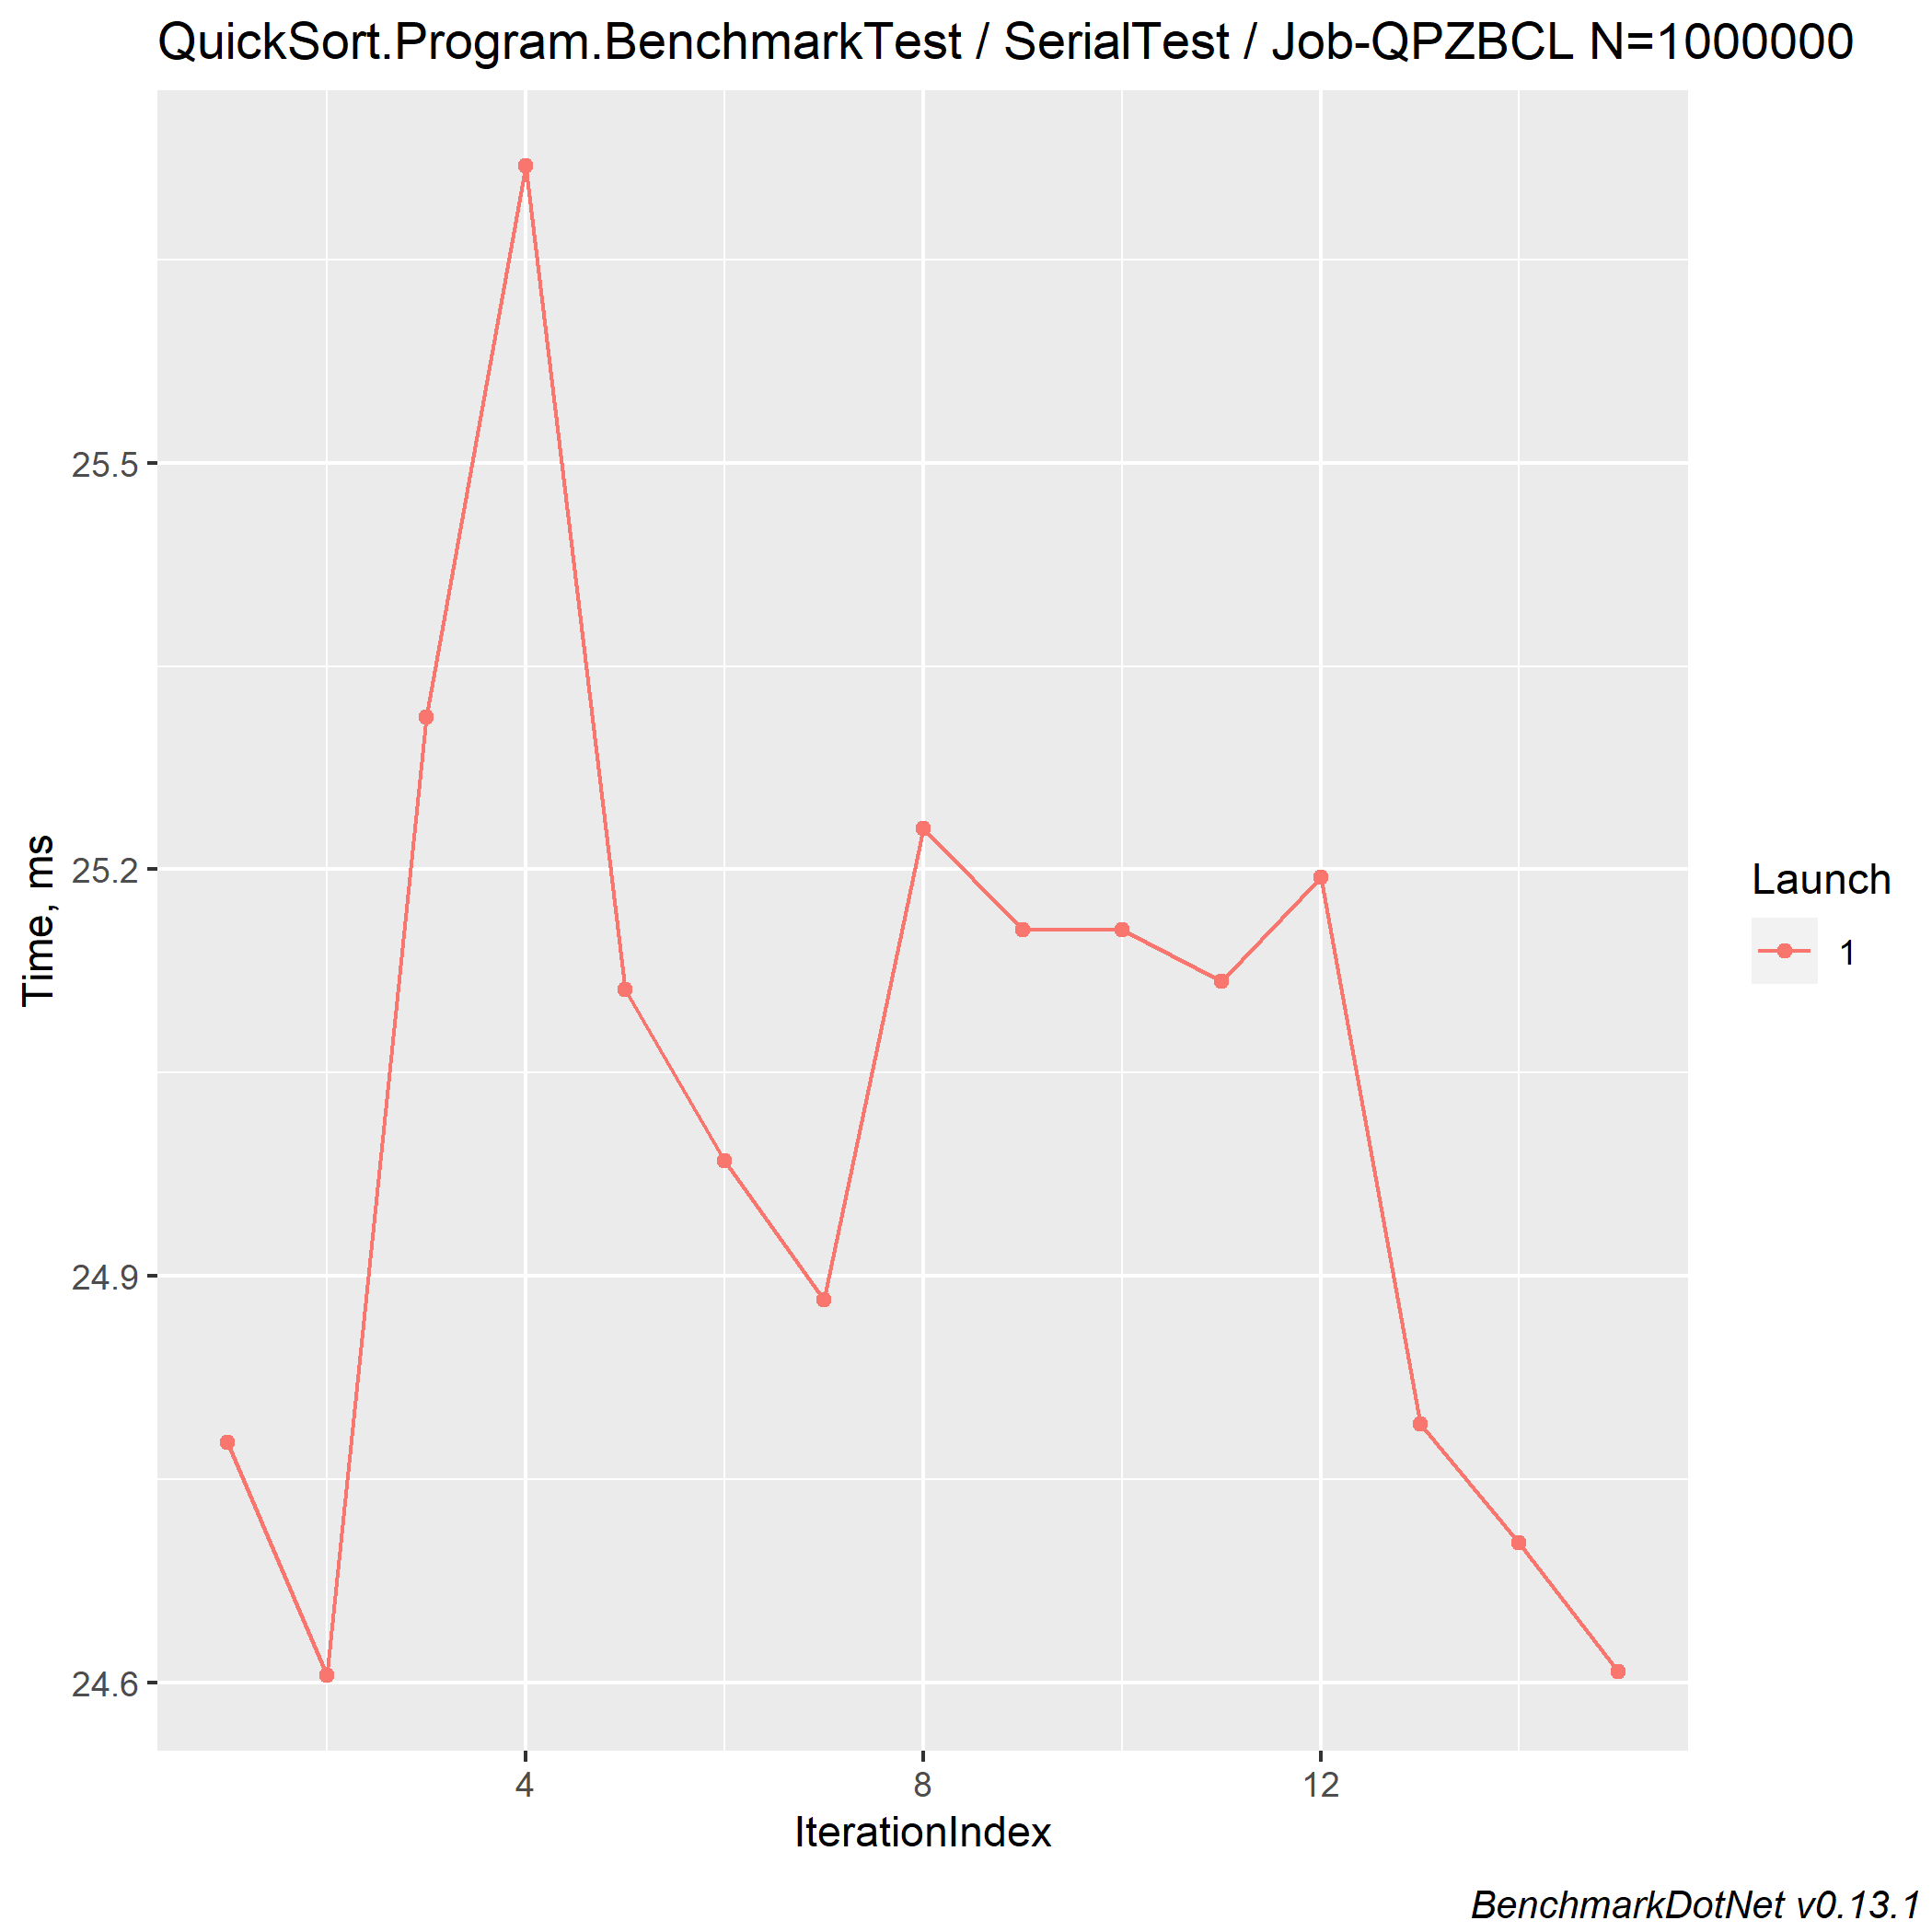 QuickSort.Program.BenchmarkTest / SerialTest / Job-QPZBCL N=1000000
25.5
25.2
24.9
24.6
Time, ms
4
8
12
IterationIndex
Launch
1
BenchmarkDotNet v0.13.1